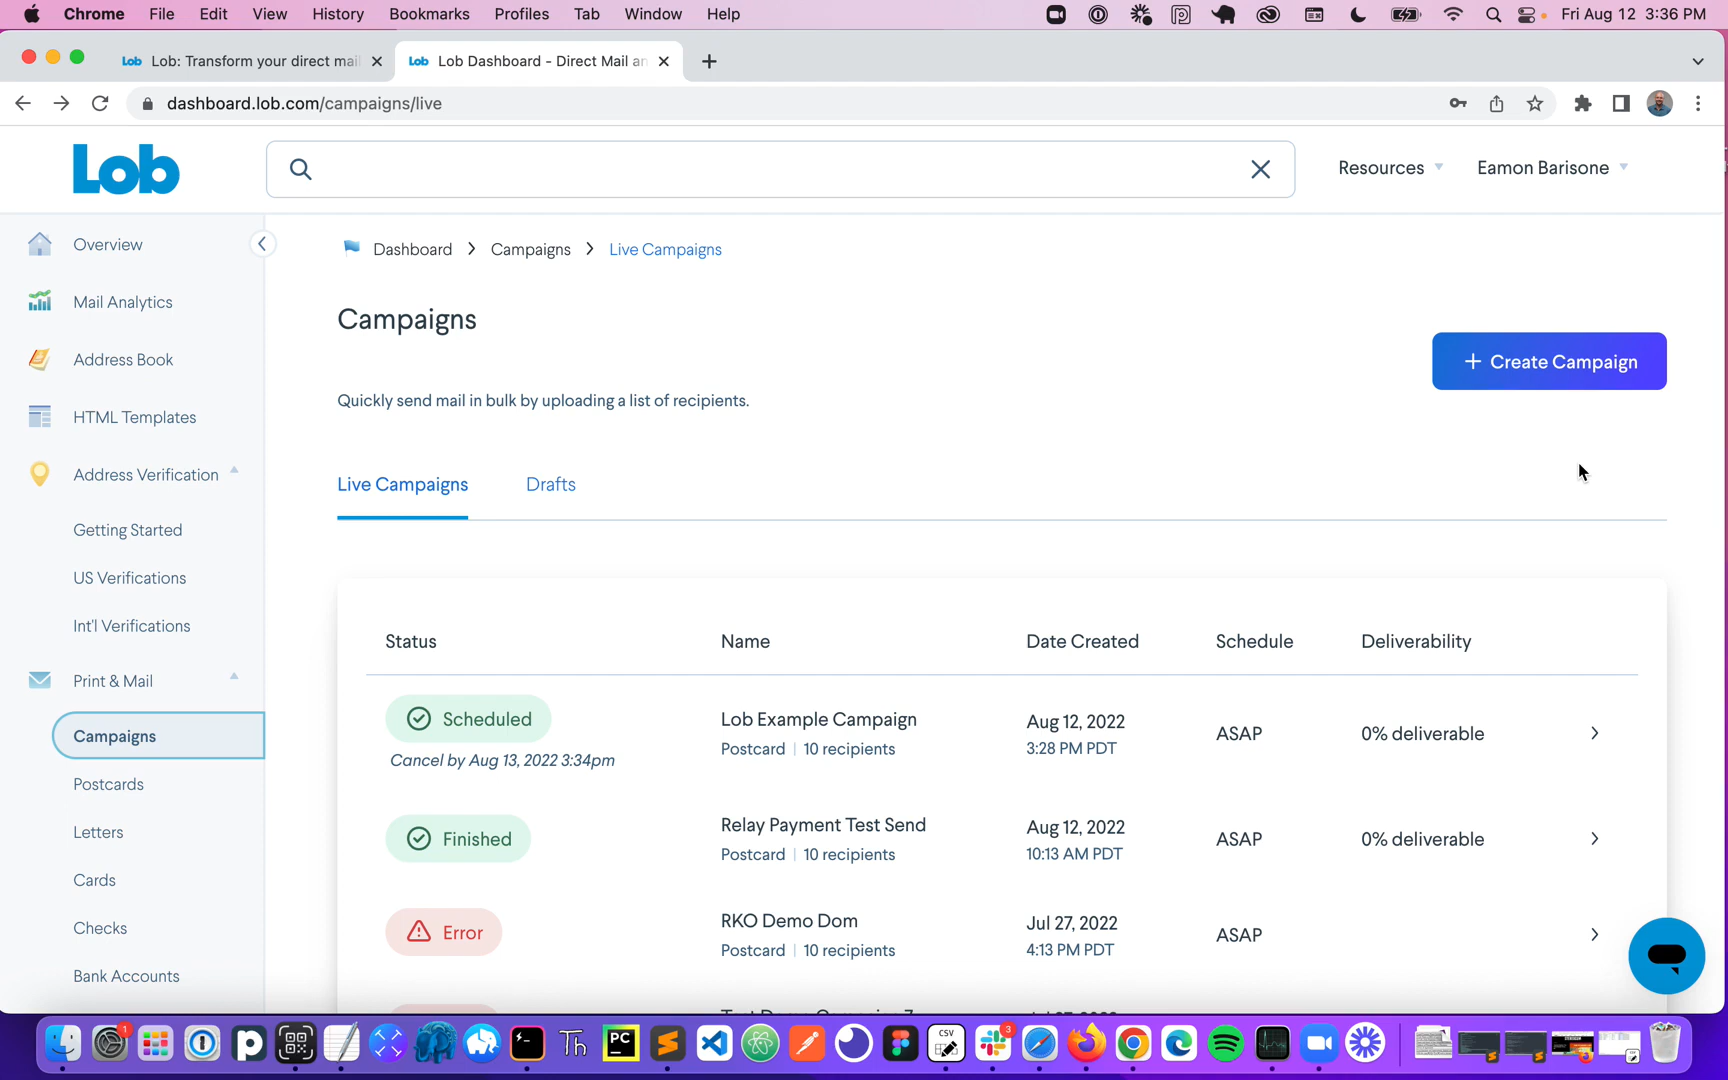 Chrome File Edit View History Bookmarks Profiles Tab Window Help Fri Aug 12 3:36 PM
Lob Lob: Transform your direct mail
Lob Lob Dashboard - Direct Mail an
dashboard.lob.com/campaigns/live
Lob
Resources
Eamon Barisone
Overview
Mail Analytics
Address Book
HTML Templates
Address Verification
Getting Started
US Verifications
Int'l Verifications
Print & Mail
Campaigns
Postcards
Letters
Cards
Checks
Bank Accounts
Dashboard > Campaigns > Live Campaigns
Campaigns
+ Create Campaign
Quickly send mail in bulk by uploading a list of recipients.
Live Campaigns Drafts
Status Name Date Created Schedule Deliverability
Scheduled
Cancel by Aug 13, 2022 3:34pm
Lob Example Campaign
Postcard | 10 recipients
Aug 12, 2022
3:28 PM PDT
ASAP
0% deliverable
Finished
Relay Payment Test Send
Postcard | 10 recipients
Aug 12, 2022
10:13 AM PDT
ASAP
0% deliverable
Error
RKO Demo Dom
Postcard | 10 recipients
Jul 27, 2022
4:13 PM PDT
ASAP
1
Th
PC
CSV
3